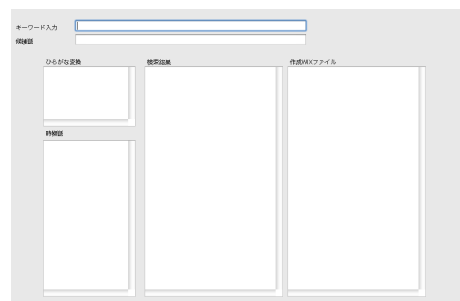 キーワード入力
候補語
ひらがな変換
検索結果
作成MIXファイル
時候語